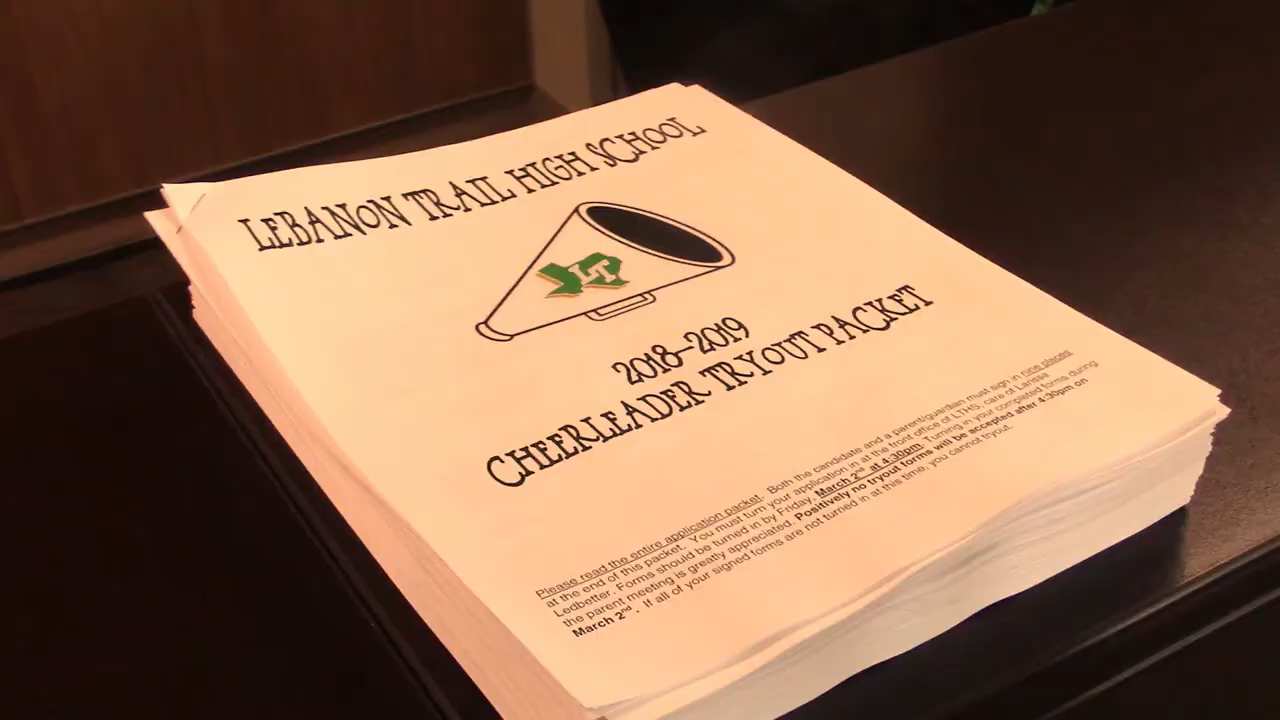 LEBANON TRAIL HIGH SCHOOL
LT
2018-2019
CHEERLEADER TRYOUT PACKET
Please read the entire application packet. Both the candidate and a parent/guardian must sign in nine places!
at the end of this packet. You must turn your application in at the front office of LTHS, care of Larissa
Ledbetter. Forms should be turned in by Friday, March 2nd at 4:30pm. Turning in your completed forms during
the parent meeting is greatly appreciated. Positively no tryout forms will be accepted after 4:30pm on
March 2nd. If all of your signed forms are not turned in at this time, you cannot tryout.